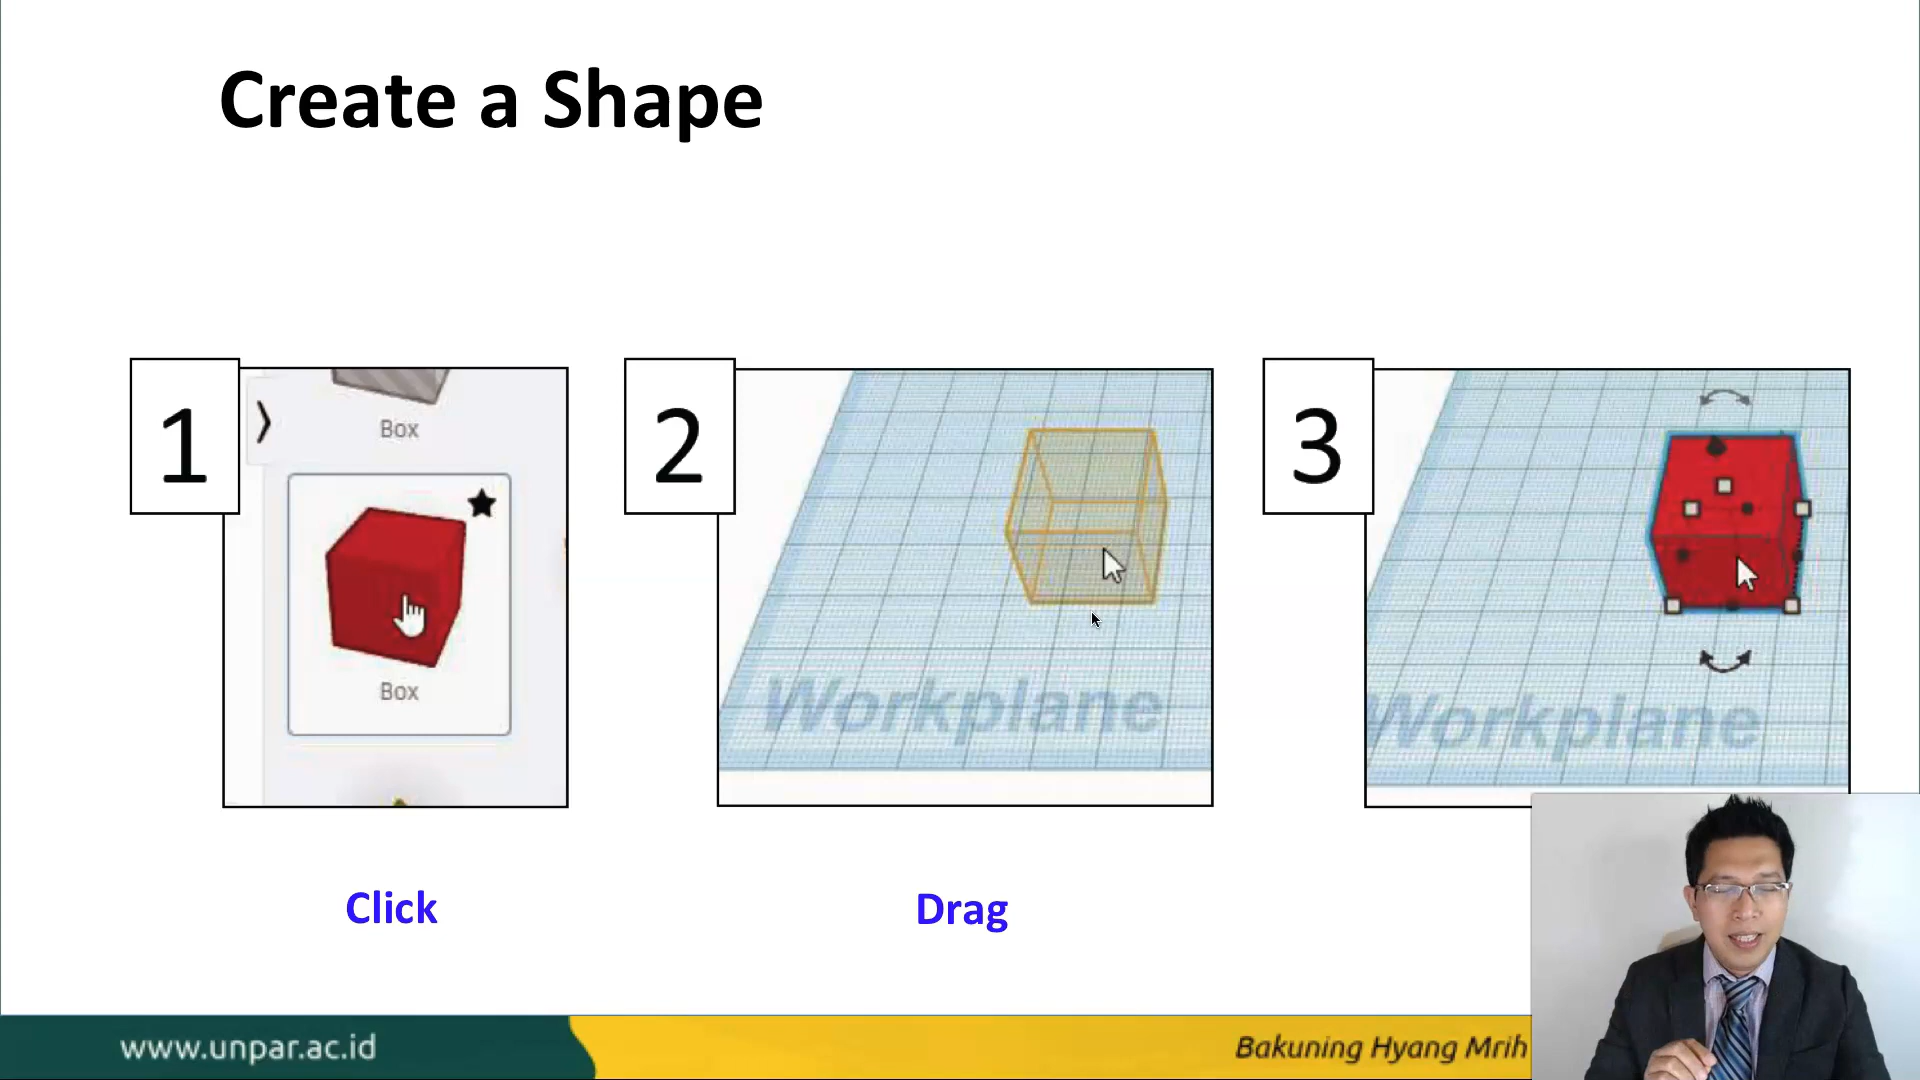 Create a Shape
1
Box
Box
2
Workplane
3
Workplane
Click
Drag
www.unpar.ac.id
Bakuning Hyang Mrih